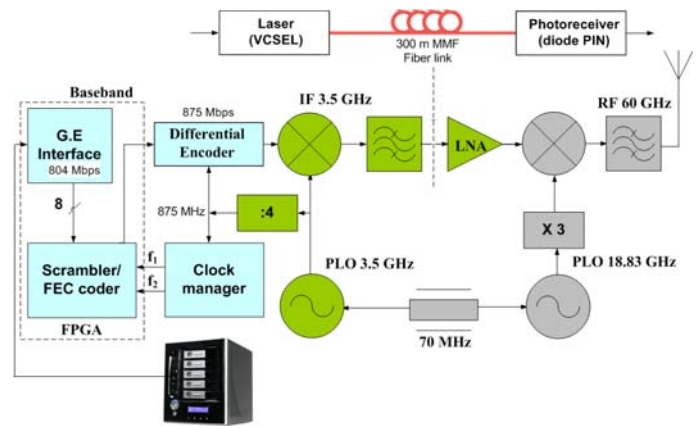 Laser
(VCSEL)
300 m MMF
Fiber link
Photoreceiver
(diode PIN)
Baseband
875 Mbps
IF 3.5 GHz
RF 60 GHz
G.E
Interface
804 Mbps
Differential
Encoder
LNA
8
875 MHz
:4
X 3
Scrambler/
FEC coder
f1
f2
Clock
manager
PLO 3.5 GHz
PLO 18.83 GHz
70 MHz
FPGA